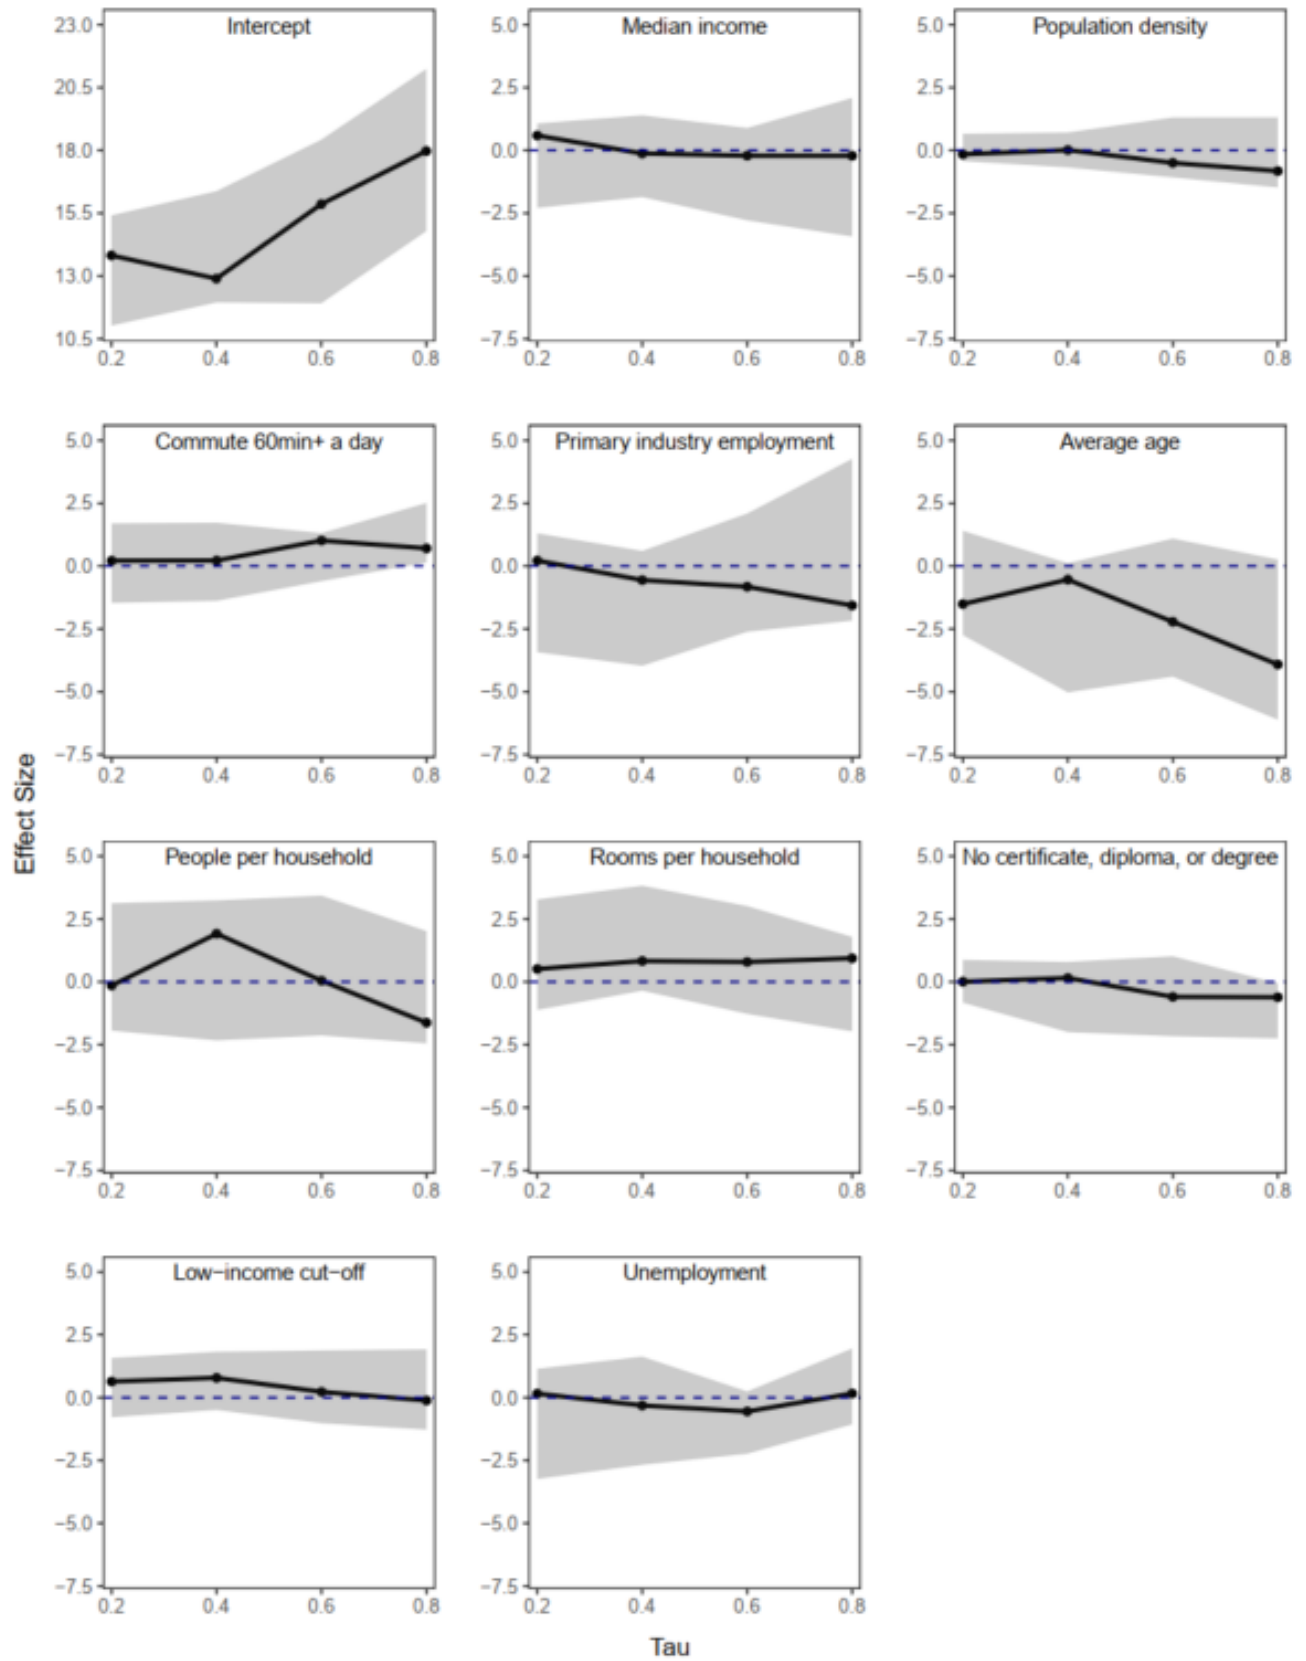 Intercept
Median income
Population density
23.0
20.5
18.0
15.5
13.0
10.5
5.0
2.5
0.0
−2.5
−5.0
−7.5
5.0
2.5
0.0
−2.5
−5.0
−7.5
0.2 0.4 0.6 0.8
0.2 0.4 0.6 0.8
0.2 0.4 0.6 0.8
Commute 60min+ a day
Primary industry employment
Average age
5.0
2.5
0.0
−2.5
−5.0
−7.5
5.0
2.5
0.0
−2.5
−5.0
−7.5
5.0
2.5
0.0
−2.5
−5.0
−7.5
0.2 0.4 0.6 0.8
0.2 0.4 0.6 0.8
0.2 0.4 0.6 0.8
Effect Size
People per household
Rooms per household
No certificate, diploma, or degree
5.0
2.5
0.0
−2.5
−5.0
−7.5
5.0
2.5
0.0
−2.5
−5.0
−7.5
5.0
2.5
0.0
−2.5
−5.0
−7.5
0.2 0.4 0.6 0.8
0.2 0.4 0.6 0.8
0.2 0.4 0.6 0.8
Low−income cut−off
Unemployment
5.0
2.5
0.0
−2.5
−5.0
−7.5
5.0
2.5
0.0
−2.5
−5.0
−7.5
0.2 0.4 0.6 0.8
0.2 0.4 0.6 0.8
Tau